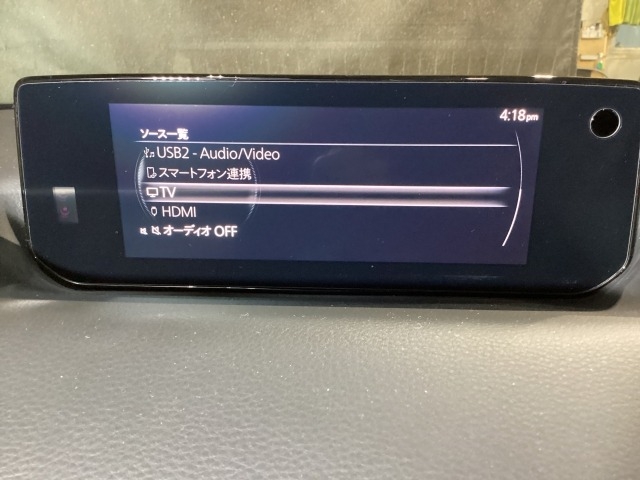 4:18pm
ソース一覧
USB2 - Audio/Video
スマートフォン連携
TV
HDMI
オーディオ OFF